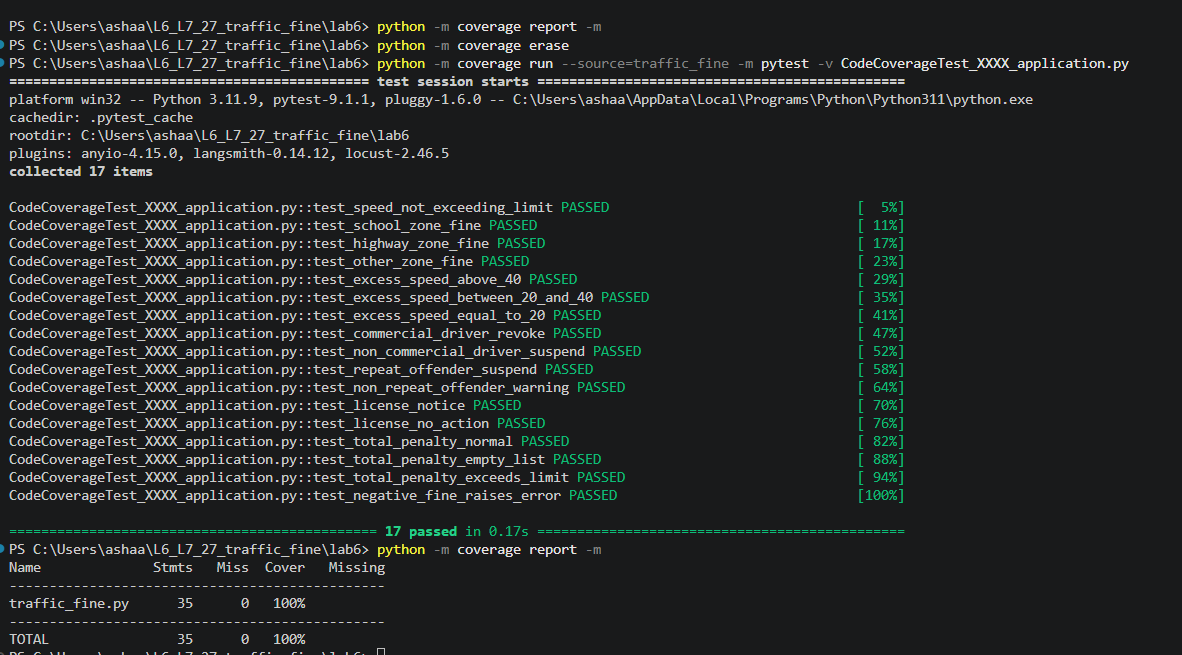 PS C:\Users\ashaa\L6_L7_27_traffic_fine\lab6> python -m coverage report -m
PS C:\Users\ashaa\L6_L7_27_traffic_fine\lab6> python -m coverage erase
PS C:\Users\ashaa\L6_L7_27_traffic_fine\lab6> python -m coverage run --source=traffic_fine -m pytest -v CodeCoverageTest_XXXX_application.py
============================================= test session starts ==============================================
platform win32 -- Python 3.11.9, pytest-9.1.1, pluggy-1.6.0 -- C:\Users\ashaa\AppData\Local\Programs\Python\Python311\python.exe
cachedir: .pytest_cache
rootdir: C:\Users\ashaa\L6_L7_27_traffic_fine\lab6
plugins: anyio-4.15.0, langsmith-0.14.12, locust-2.46.5
collected 17 items
CodeCoverageTest_XXXX_application.py::test_speed_not_exceeding_limit PASSED [  5%]
CodeCoverageTest_XXXX_application.py::test_school_zone_fine PASSED [ 11%]
CodeCoverageTest_XXXX_application.py::test_highway_zone_fine PASSED [ 17%]
CodeCoverageTest_XXXX_application.py::test_other_zone_fine PASSED [ 23%]
CodeCoverageTest_XXXX_application.py::test_excess_speed_above_40 PASSED [ 29%]
CodeCoverageTest_XXXX_application.py::test_excess_speed_between_20_and_40 PASSED [ 35%]
CodeCoverageTest_XXXX_application.py::test_excess_speed_equal_to_20 PASSED [ 41%]
CodeCoverageTest_XXXX_application.py::test_commercial_driver_revoke PASSED [ 47%]
CodeCoverageTest_XXXX_application.py::test_non_commercial_driver_suspend PASSED [ 52%]
CodeCoverageTest_XXXX_application.py::test_repeat_offender_suspend PASSED [ 58%]
CodeCoverageTest_XXXX_application.py::test_non_repeat_offender_warning PASSED [ 64%]
CodeCoverageTest_XXXX_application.py::test_license_notice PASSED [ 70%]
CodeCoverageTest_XXXX_application.py::test_license_no_action PASSED [ 76%]
CodeCoverageTest_XXXX_application.py::test_total_penalty_normal PASSED [ 82%]
CodeCoverageTest_XXXX_application.py::test_total_penalty_empty_list PASSED [ 88%]
CodeCoverageTest_XXXX_application.py::test_total_penalty_exceeds_limit PASSED [ 94%]
CodeCoverageTest_XXXX_application.py::test_negative_fine_raises_error PASSED [100%]
============================================== 17 passed in 0.17s ==============================================
PS C:\Users\ashaa\L6_L7_27_traffic_fine\lab6> python -m coverage report -m
Name              Stmts   Miss  Cover   Missing
-----------------------------------------------
traffic_fine.py      35      0   100%
-----------------------------------------------
TOTAL                35      0   100%
PS C:\Users\ashaa\L6_L7_27_traffic_fine\lab6>